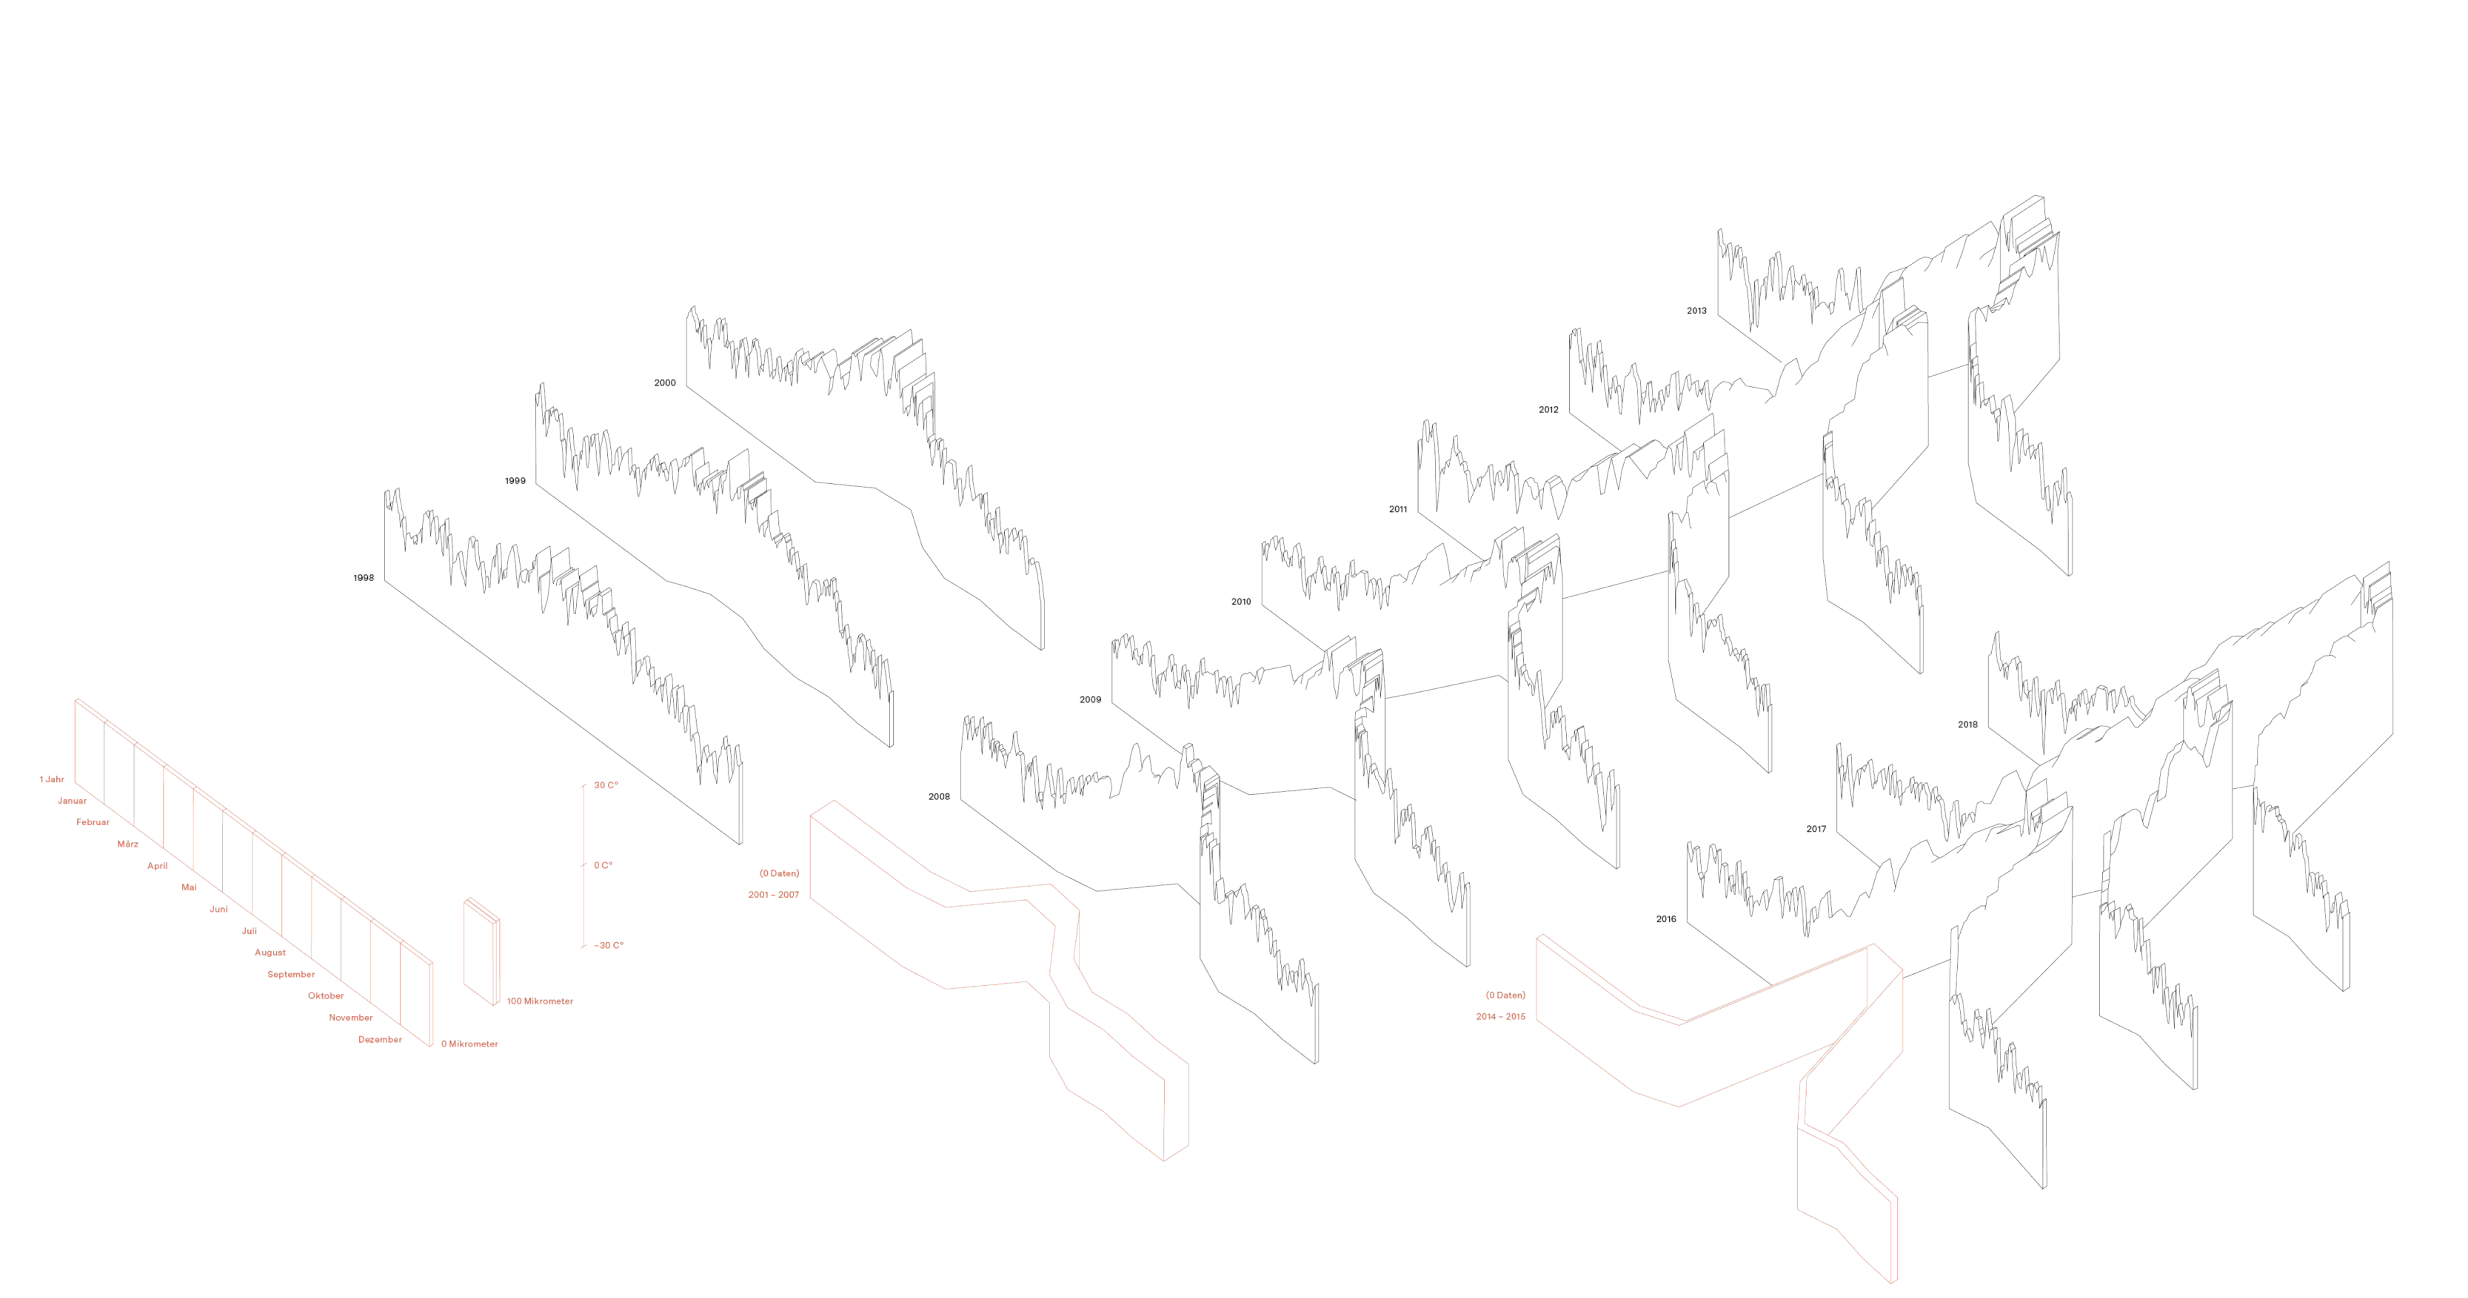 1 Jahr
Januar
Februar
März
April
Mai
Juni
Juli
August
September
Oktober
November
Dezember
0 Mikrometer
100 Mikrometer
30 C°
0 C°
−30 C°
1998
1999
2000
(0 Daten)
2001 – 2007
2008
2009
2010
2011
2012
2013
(0 Daten)
2014 – 2015
2016
2017
2018